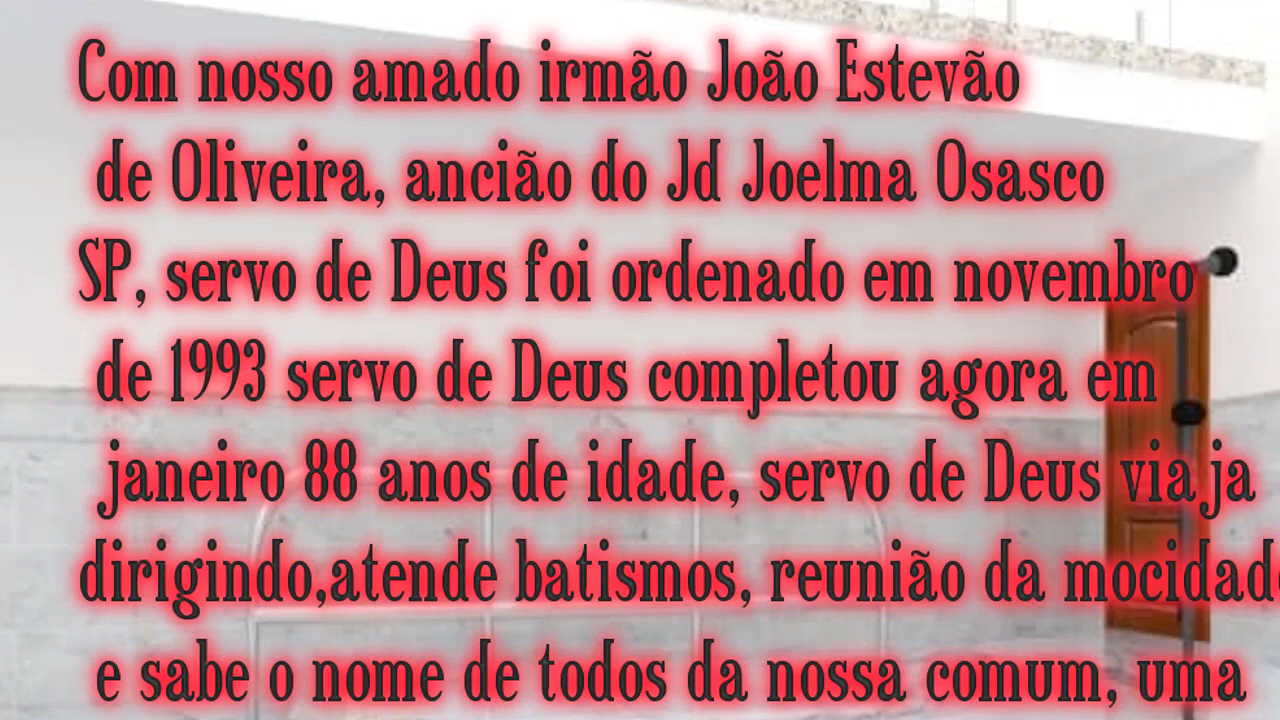 Com nosso amado irmão João Estevão
de Oliveira, ancião do Jd Joelma Osasco
SP, servo de Deus foi ordenado em novembro
de 1993 servo de Deus completou agora em
janeiro 88 anos de idade, servo de Deus viaja
dirigindo,atende batismos, reunião da mocidade
e sabe o nome de todos da nossa comum, uma